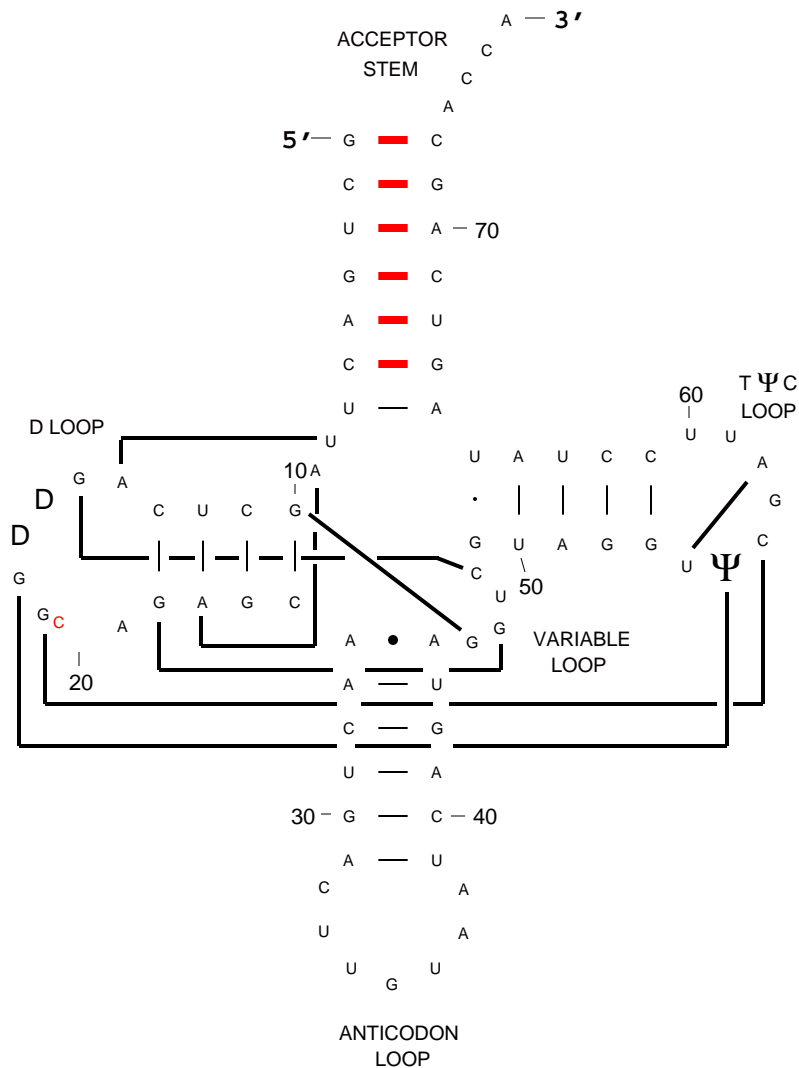 A — 3′
ACCEPTOR
STEM
C
C
A
5′ — G C
C G
U A — 70
G C
A U
C G
U A
T Ψ C
LOOP
60
D LOOP
U
U U
A
A
G A
10
U A U C C
D
C U C G
G
D
G U A G G U Ψ C
C
50
G
G C
A
G A G C
U
20
A • A G G
VARIABLE
LOOP
A U
C G
U A
30 — G C — 40
A U
C A
U A
U U
G
ANTICODON
LOOP